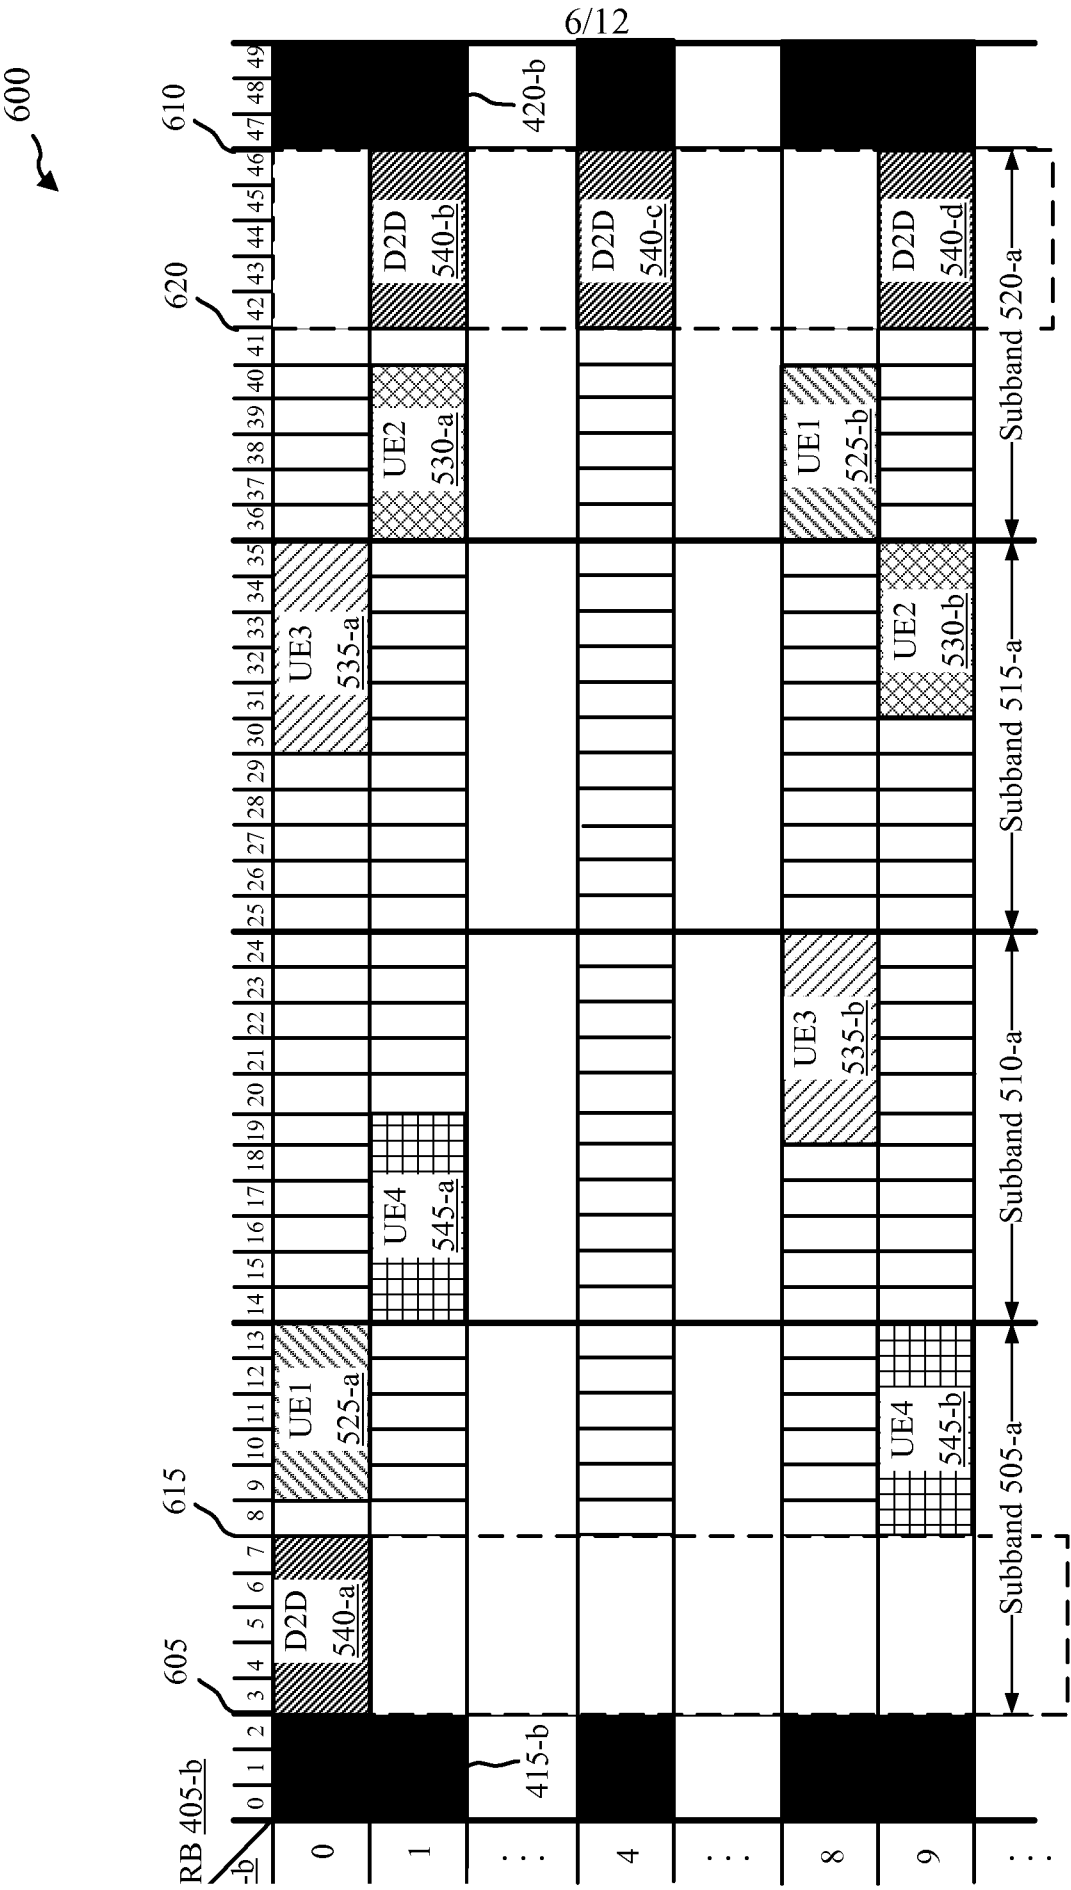 6/12
600
RB 405-b
-b
0 1 2 3 4 5 6 7 8 9 10 11 12 13 14 15 16 17 18 19 20 21 22 23 24 25 26 27 28 29 30 31 32 33 34 35 36 37 38 39 40 41 42 43 44 45 46 47 48 49
605
615
620
610
0
D2D
540-a
UE1
525-a
UE3
535-a
1
UE4
545-a
UE2
530-a
D2D
540-b
. . .
415-b
420-b
4
D2D
540-c
. . .
8
UE3
535-b
UE1
525-b
9
UE4
545-b
UE2
530-b
D2D
540-d
. . .
Subband 505-a
Subband 510-a
Subband 515-a
Subband 520-a